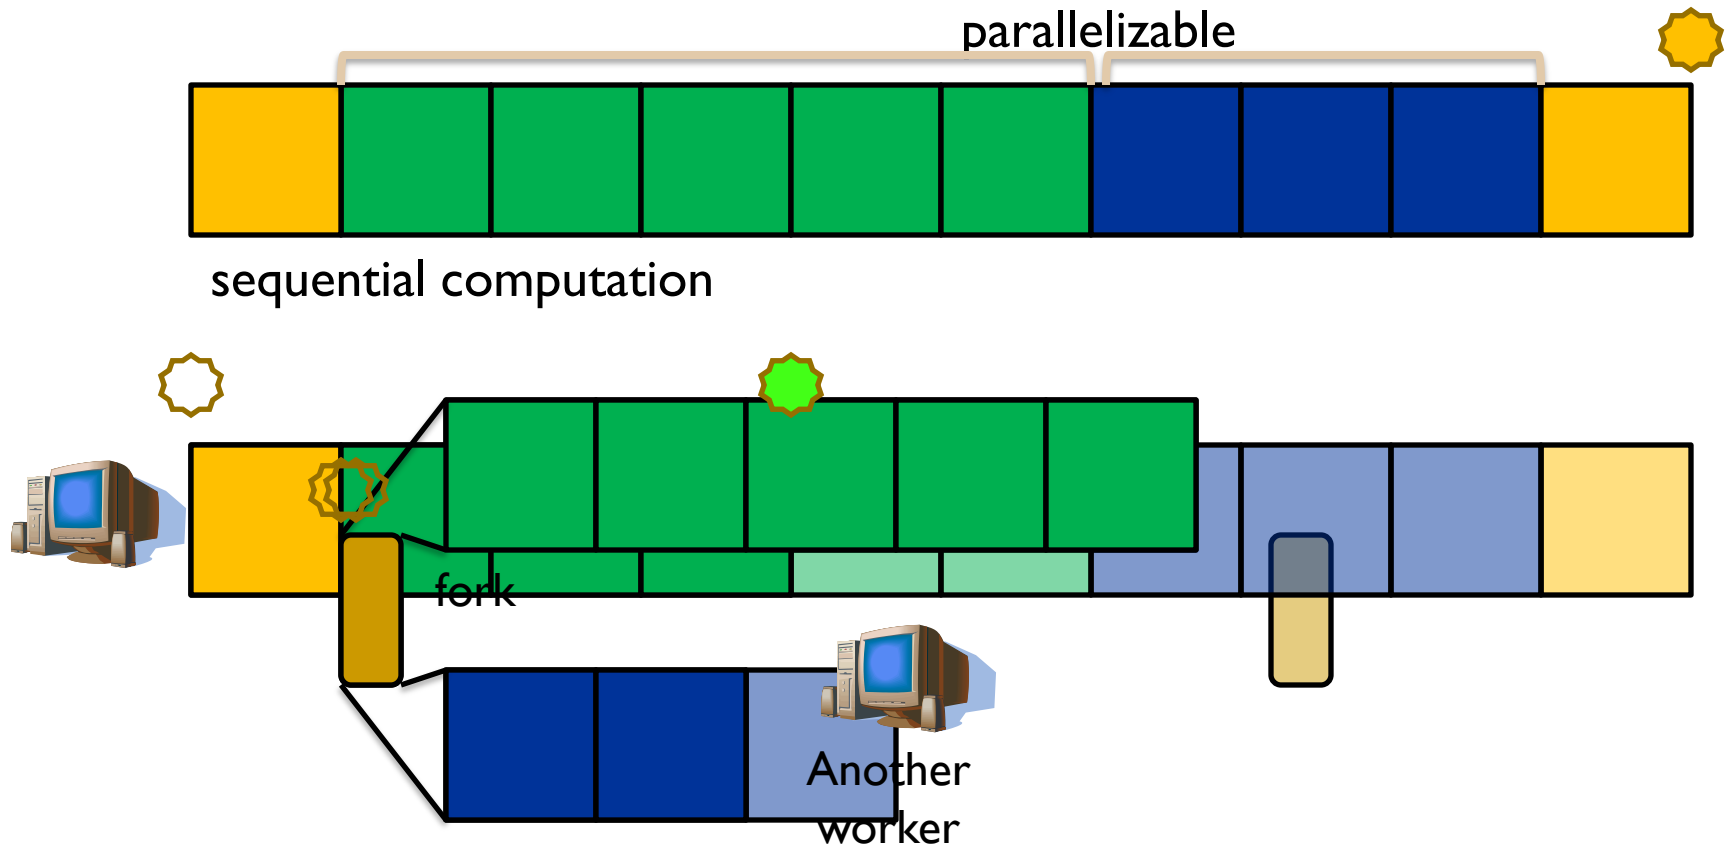 parallelizable
sequential computation
fork
Another
worker